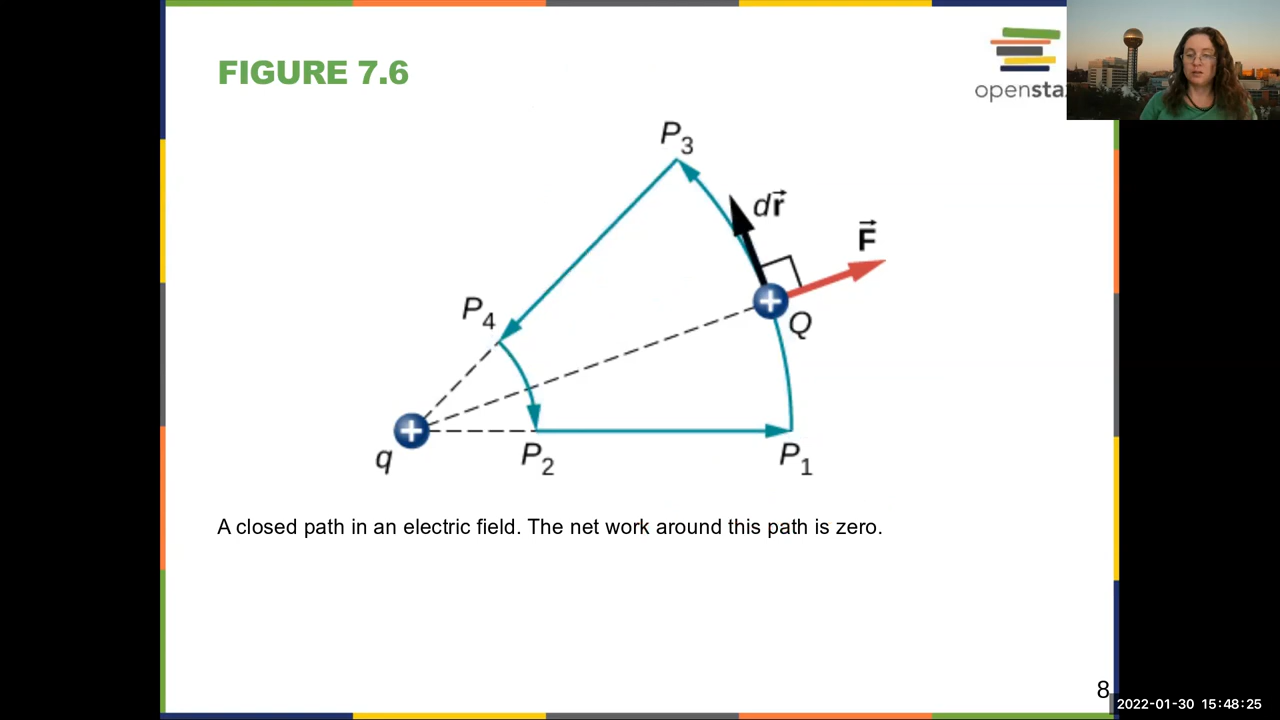 FIGURE 7.6
opensta
P3
dr⃗
F⃗
P4
Q
q
P2
P1
A closed path in an electric field. The net work around this path is zero.
8
2022-01-30 15:48:25